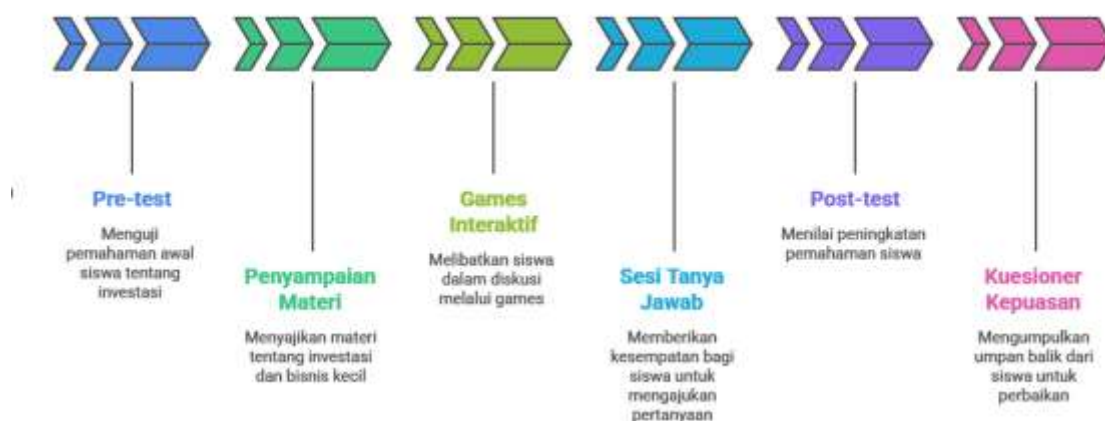 Pre-test
Menguji
pemahaman awal
siswa tentang
investasi
Penyampaian
Materi
Menyajikan materi
tentang investasi
dan bisnis kecil
Games
Interaktif
Melibatkan siswa
dalam diskusi
melalui games
Sesi Tanya
Jawab
Memberikan
kesempatan bagi
siswa untuk
mengajukan
pertanyaan
Post-test
Menilai peningkatan
pemahaman siswa
Kuesioner
Kepuasan
Mengumpulkan
umpan balik dari
siswa untuk
perbaikan